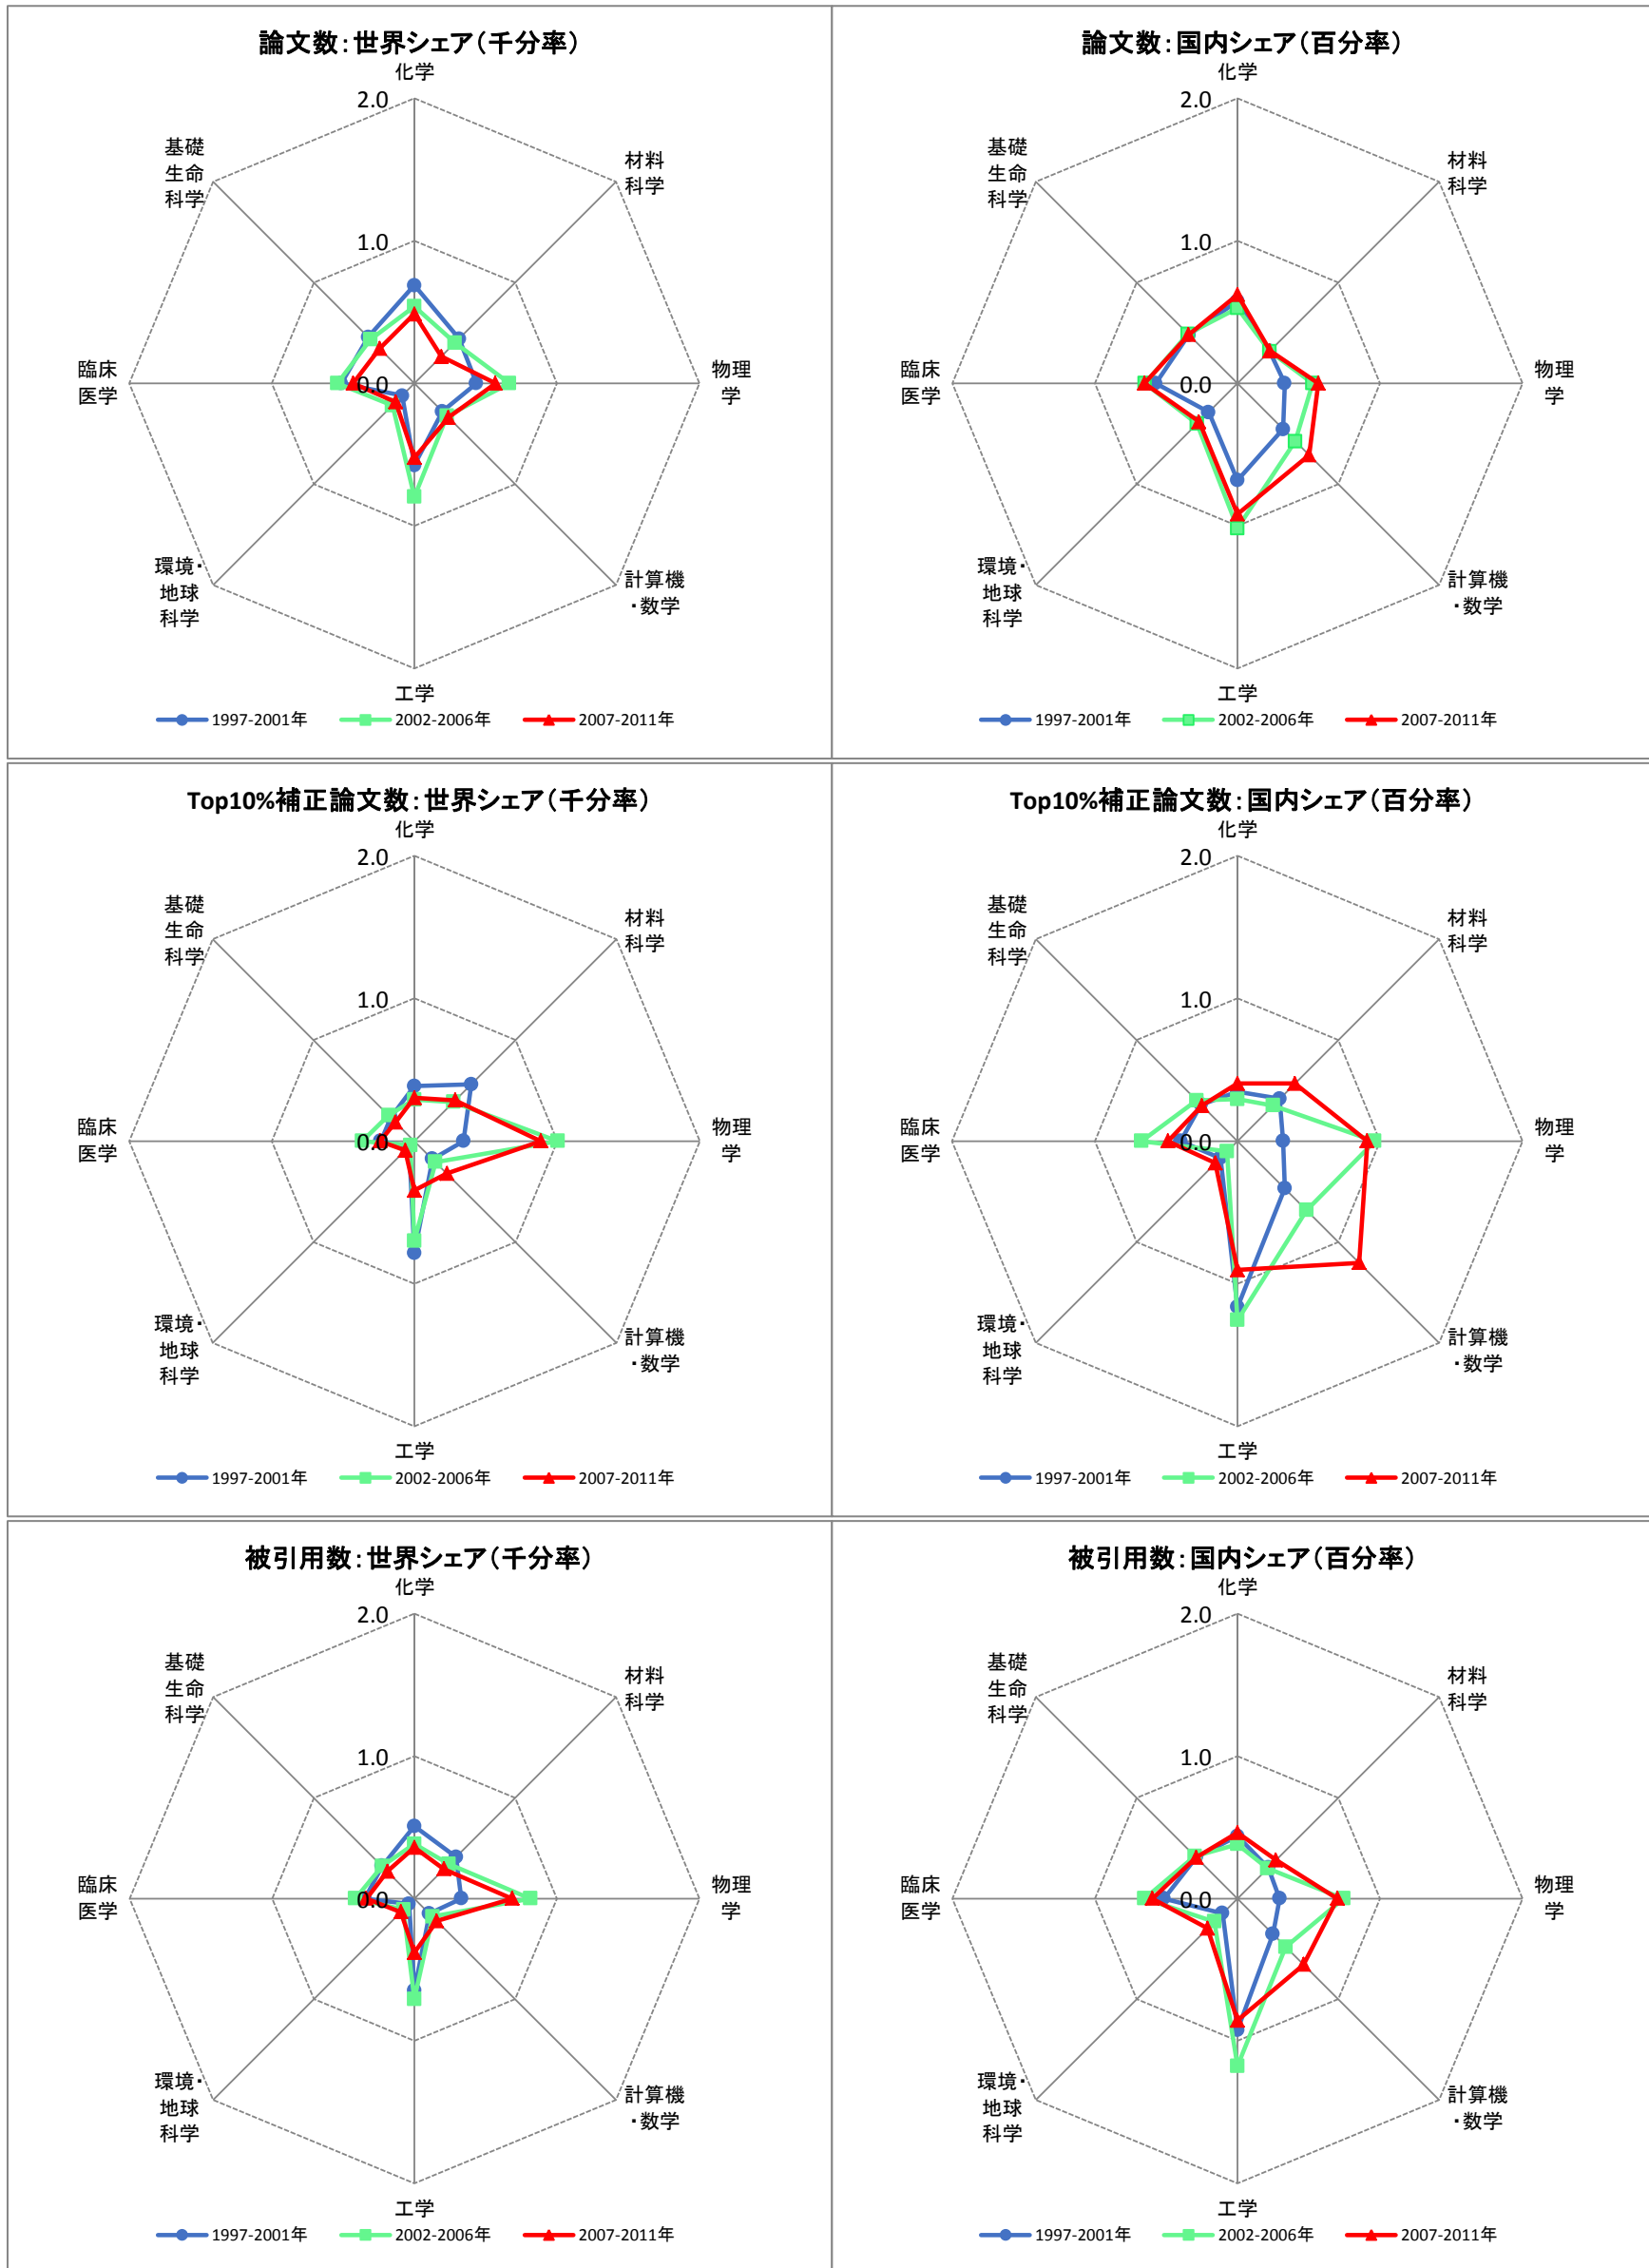 論文数：世界シェア（千分率）
化学
2.0
1.0
0.0
基礎
生命
科学
材料
科学
臨床
医学
物理
学
環境・
地球
科学
計算機
・数学
工学
1997-2001年 2002-2006年 2007-2011年
論文数：国内シェア（百分率）
化学
2.0
1.0
0.0
基礎
生命
科学
材料
科学
臨床
医学
物理
学
環境・
地球
科学
計算機
・数学
工学
1997-2001年 2002-2006年 2007-2011年
Top10%補正論文数：世界シェア（千分率）
化学
2.0
1.0
0.0
基礎
生命
科学
材料
科学
臨床
医学
物理
学
環境・
地球
科学
計算機
・数学
工学
1997-2001年 2002-2006年 2007-2011年
Top10%補正論文数：国内シェア（百分率）
化学
2.0
1.0
0.0
基礎
生命
科学
材料
科学
臨床
医学
物理
学
環境・
地球
科学
計算機
・数学
工学
1997-2001年 2002-2006年 2007-2011年
被引用数：世界シェア（千分率）
化学
2.0
1.0
0.0
基礎
生命
科学
材料
科学
臨床
医学
物理
学
環境・
地球
科学
計算機
・数学
工学
1997-2001年 2002-2006年 2007-2011年
被引用数：国内シェア（百分率）
化学
2.0
1.0
0.0
基礎
生命
科学
材料
科学
臨床
医学
物理
学
環境・
地球
科学
計算機
・数学
工学
1997-2001年 2002-2006年 2007-2011年